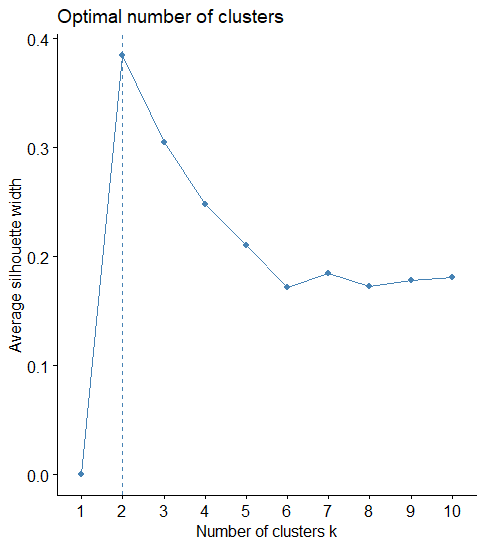 Optimal number of clusters
Average silhouette width
0.4
0.3
0.2
0.1
0.0
1 2 3 4 5 6 7 8 9 10
Number of clusters k